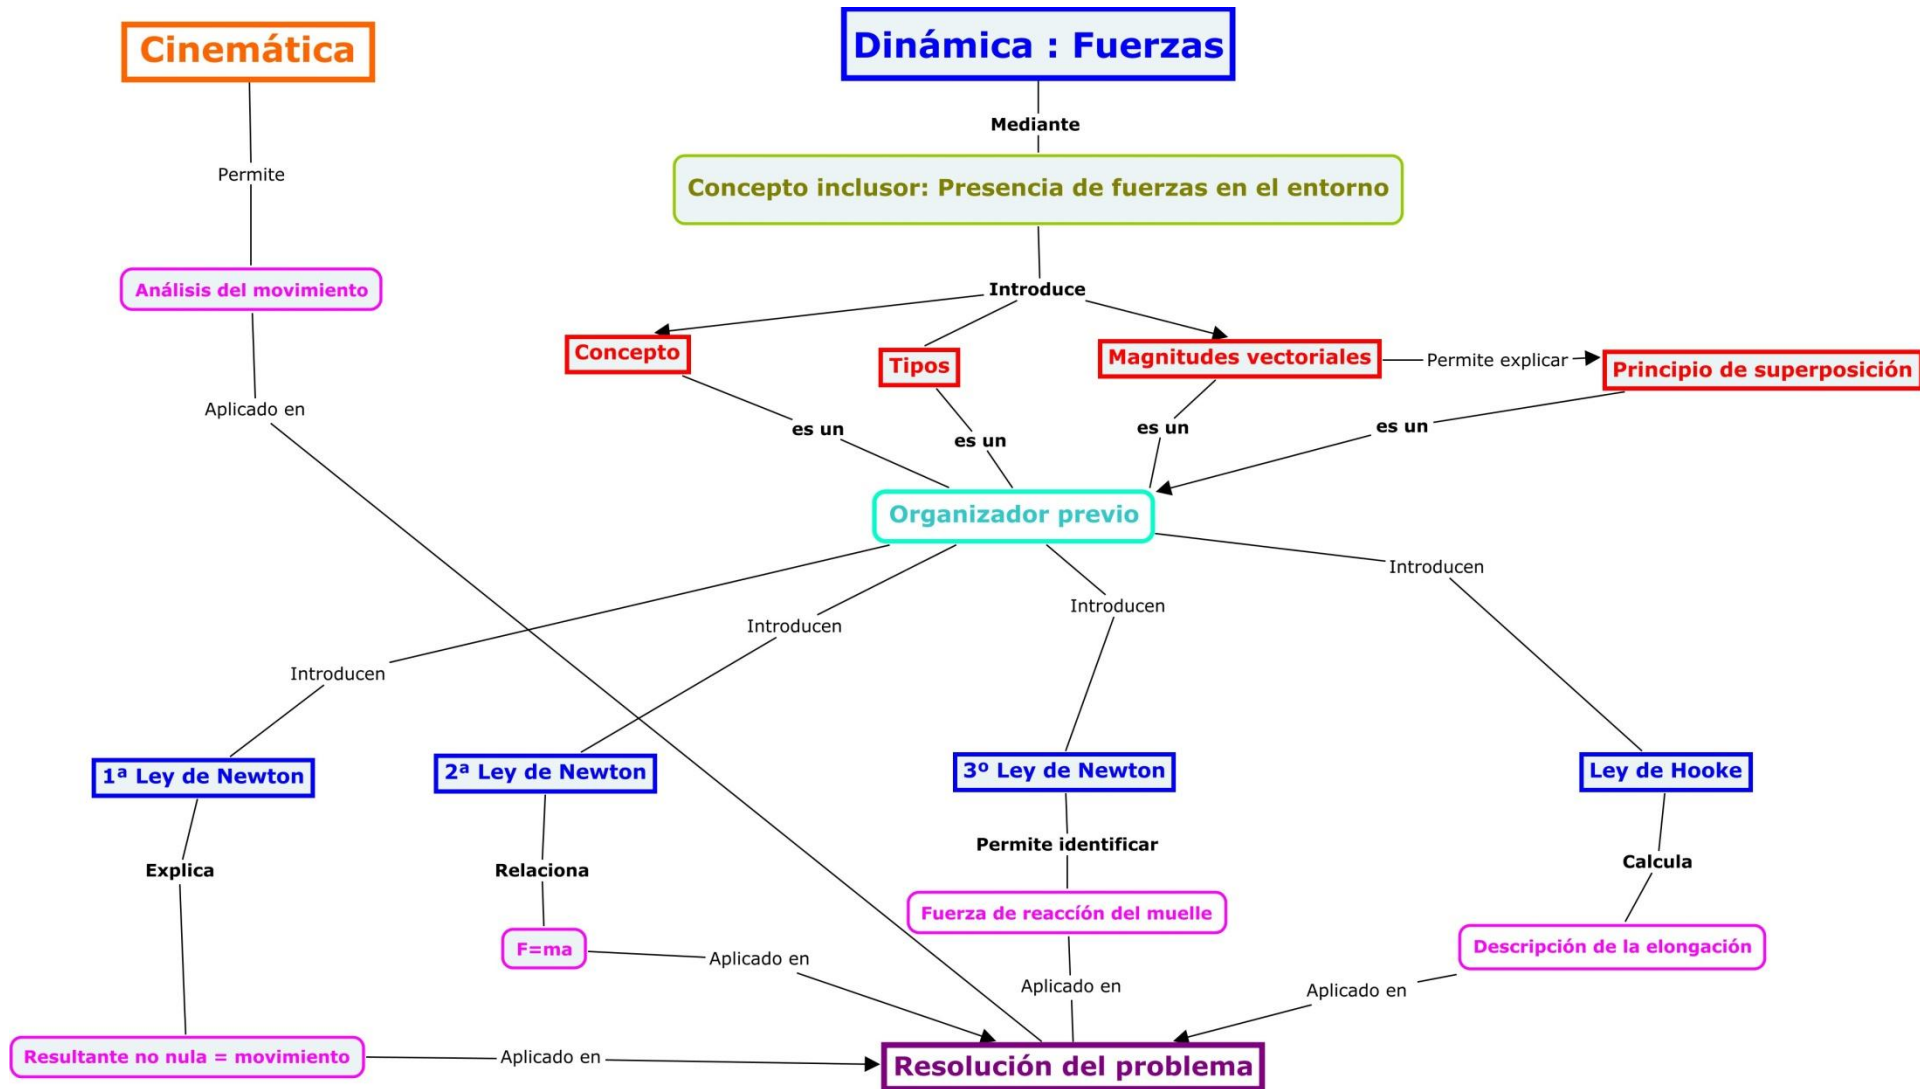 Cinemática
Dinámica : Fuerzas
Mediante
Permite
Concepto inclusor: Presencia de fuerzas en el entorno
Análisis del movimiento
Introduce
Concepto
Tipos
Magnitudes vectoriales
Permite explicar
Principio de superposición
Aplicado en
es un
es un
es un
es un
Organizador previo
Introducen
Introducen
Introducen
Introducen
1ª Ley de Newton
2ª Ley de Newton
3º Ley de Newton
Ley de Hooke
Explica
Relaciona
Permite identificar
Calcula
Fuerza de reaccíón del muelle
F=ma
Descripción de la elongación
Aplicado en
Aplicado en
Aplicado en
Resultante no nula = movimiento
Aplicado en
Resolución del problema